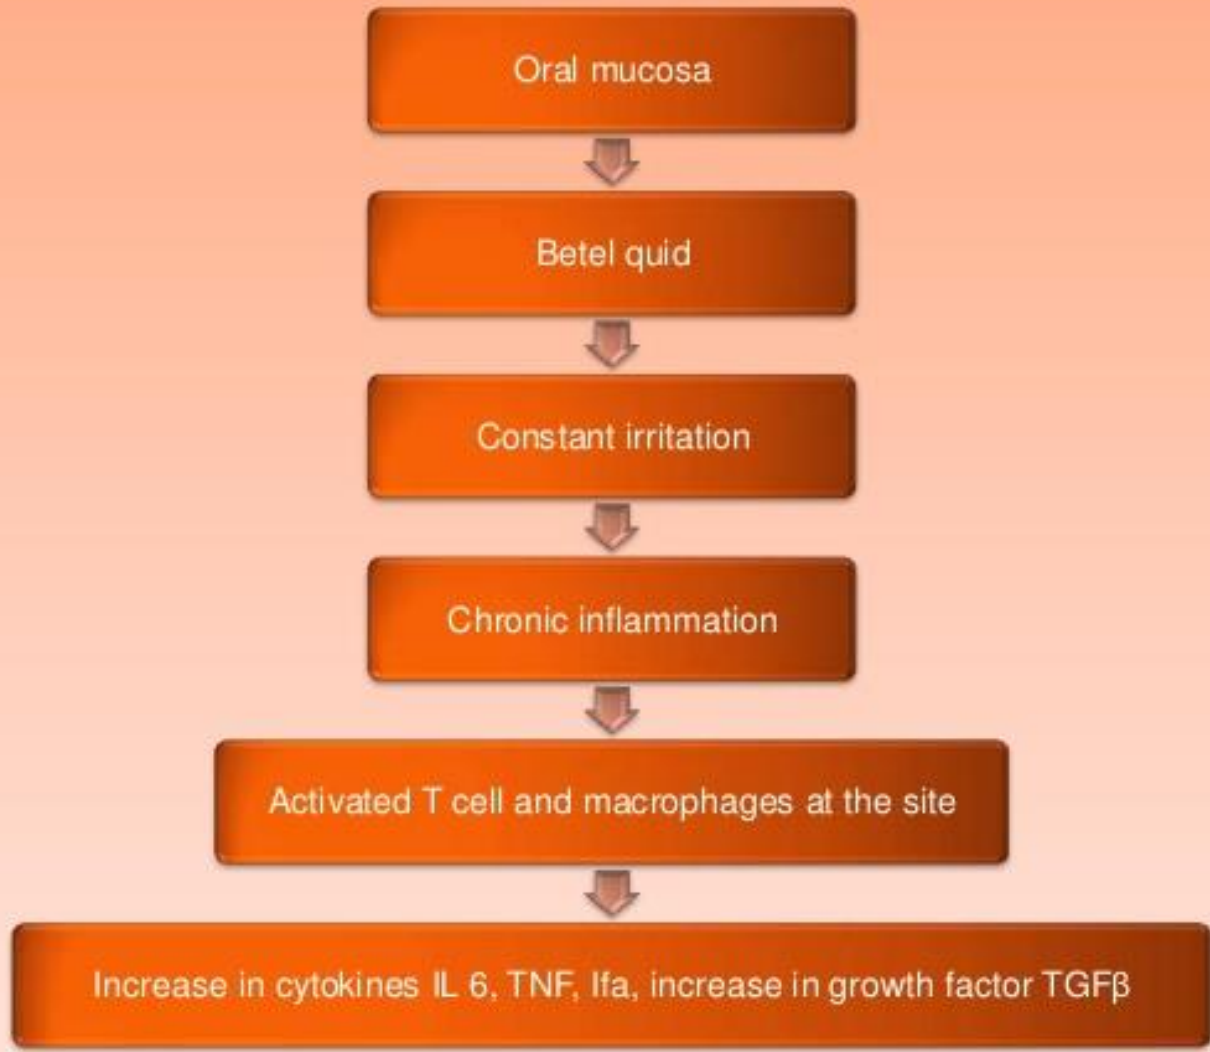 Oral mucosa
Betel quid
Constant irritation
Chronic inflammation
Activated T cell and macrophages at the site
Increase in cytokines IL 6, TNF, Ifa, increase in growth factor TGFβ